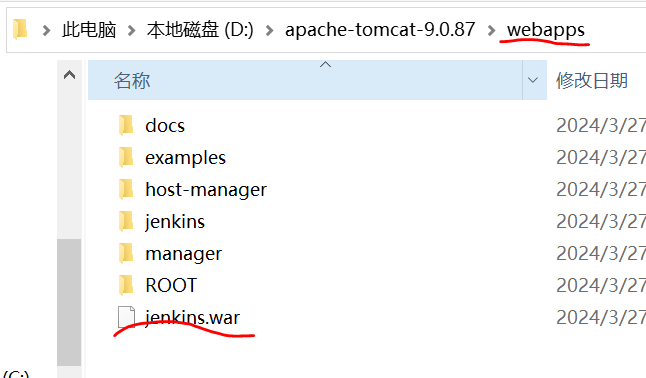 此电脑 > 本地磁盘 (D:) > apache-tomcat-9.0.87 > webapps
名称 修改日期
docs 2024/3/27
examples 2024/3/27
host-manager 2024/3/27
jenkins 2024/3/27
manager 2024/3/27
ROOT 2024/3/27
jenkins.war 2024/3/27
(C:)